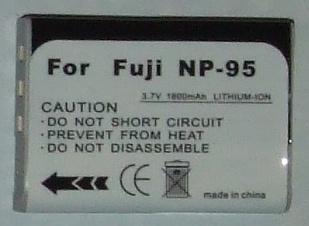 For Fuji NP-95
3.7V 1800mAh LITHIUM-ION
CAUTION
·DO NOT SHORT CIRCUIT
·PREVENT FROM HEAT
·DO NOT DISASSEMBLE
CE
made in china